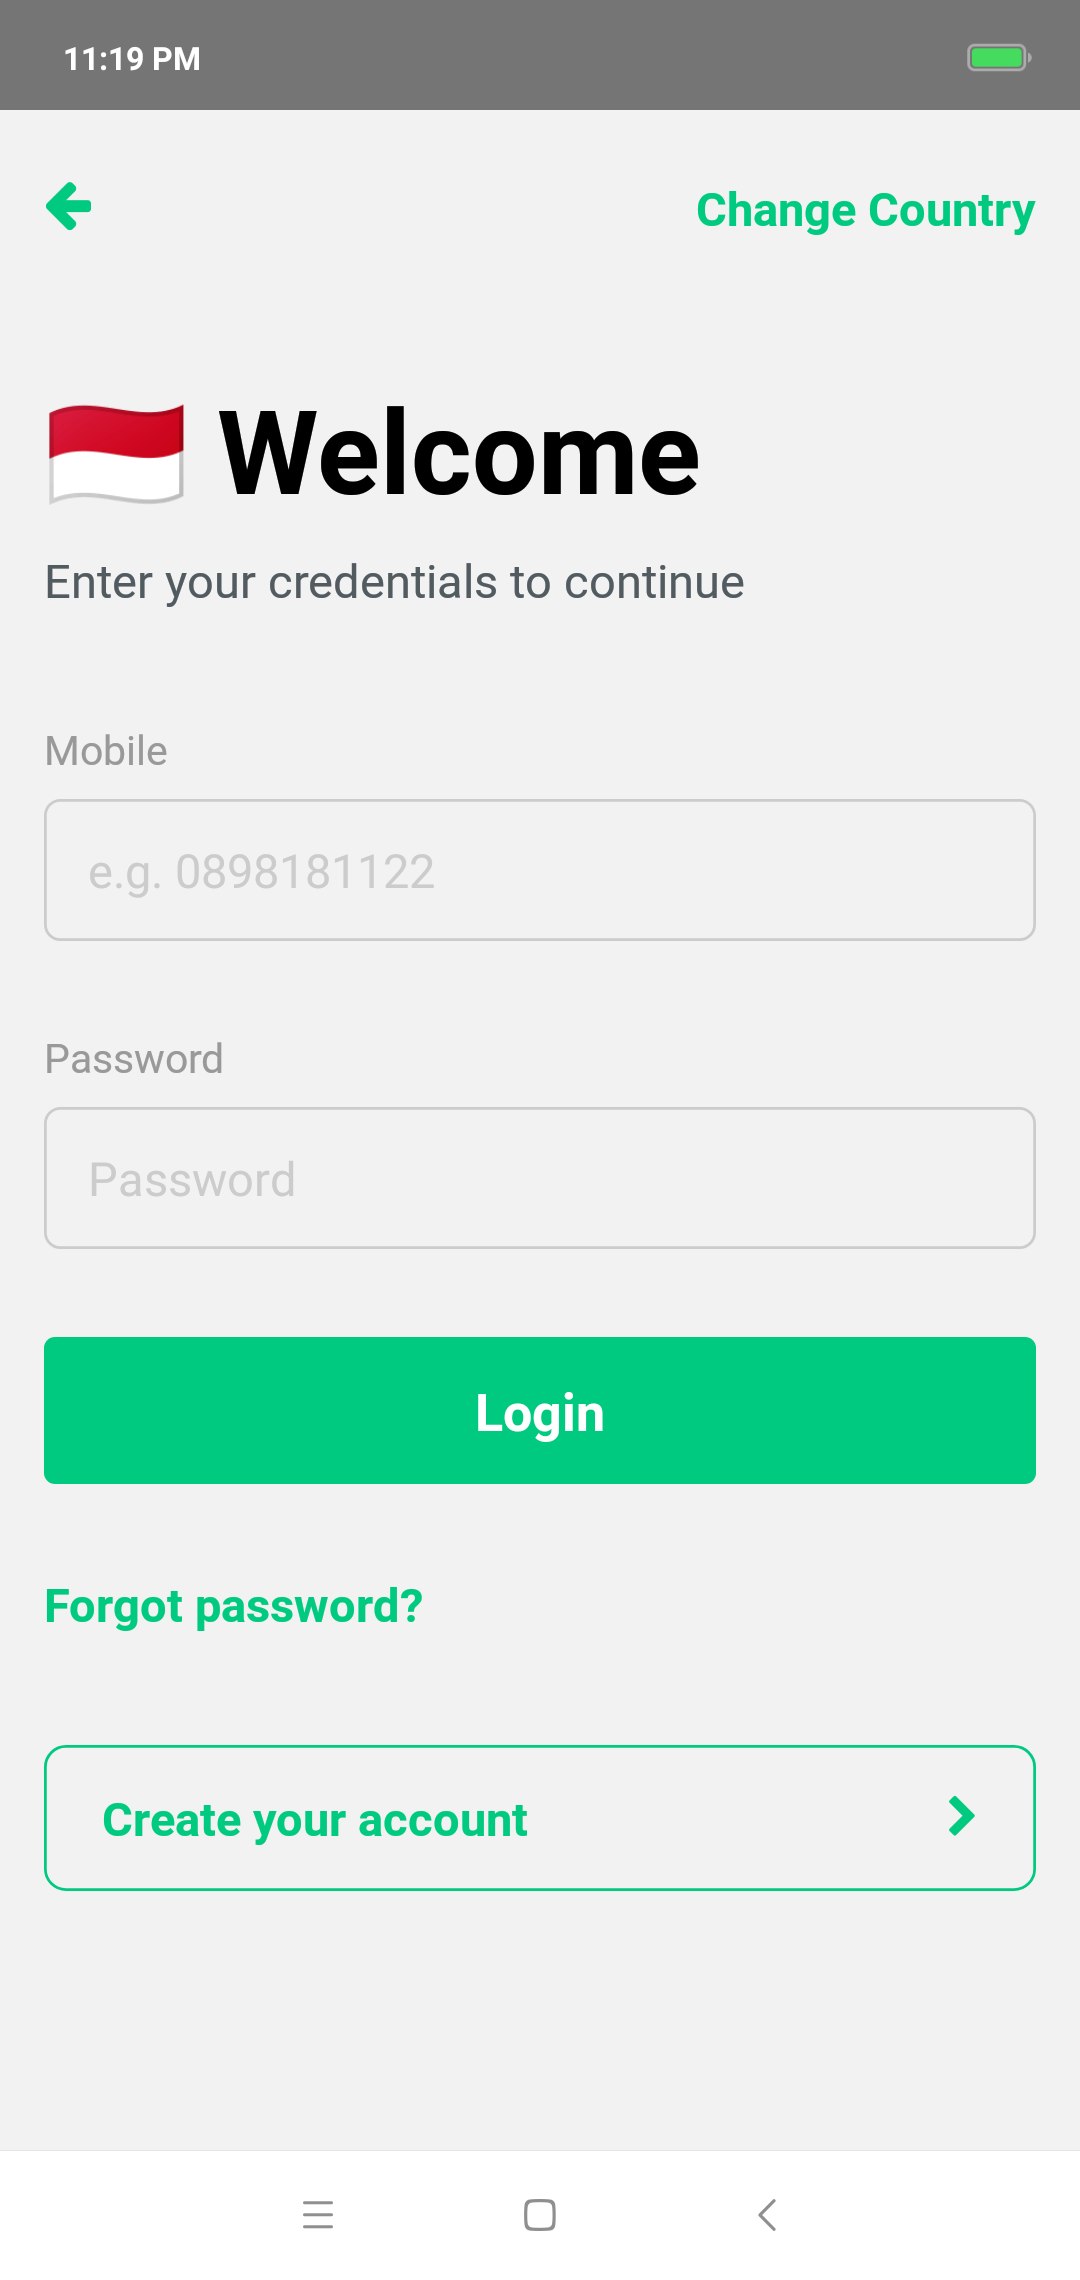 11:19 PM
Change Country
Welcome
Enter your credentials to continue
Mobile
e.g. 0898181122
Password
Password
Login
Forgot password?
Create your account